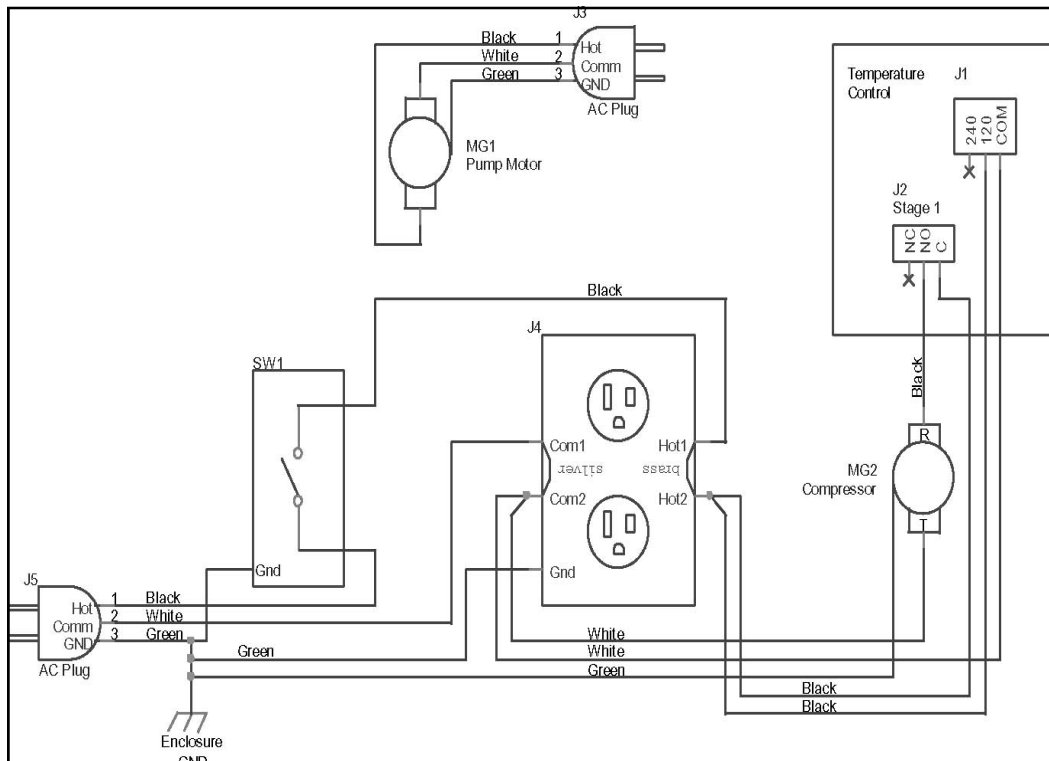 J3
Black 1 Hot
White 2 Comm
Green 3 GND
AC Plug
MG1
Pump Motor
Temperature
Control
J1
240
120
COM
J2
Stage 1
NC
NO
C
Black
J4
SW1
Com1
Hot1
silver
brass
Com2
Hot2
Gnd
Gnd
Black
R
MG2
Compressor
T
J5
Hot 1 Black
Comm 2 White
GND 3 Green
AC Plug
Green
White
White
Green
Black
Black
Enclosure
GND